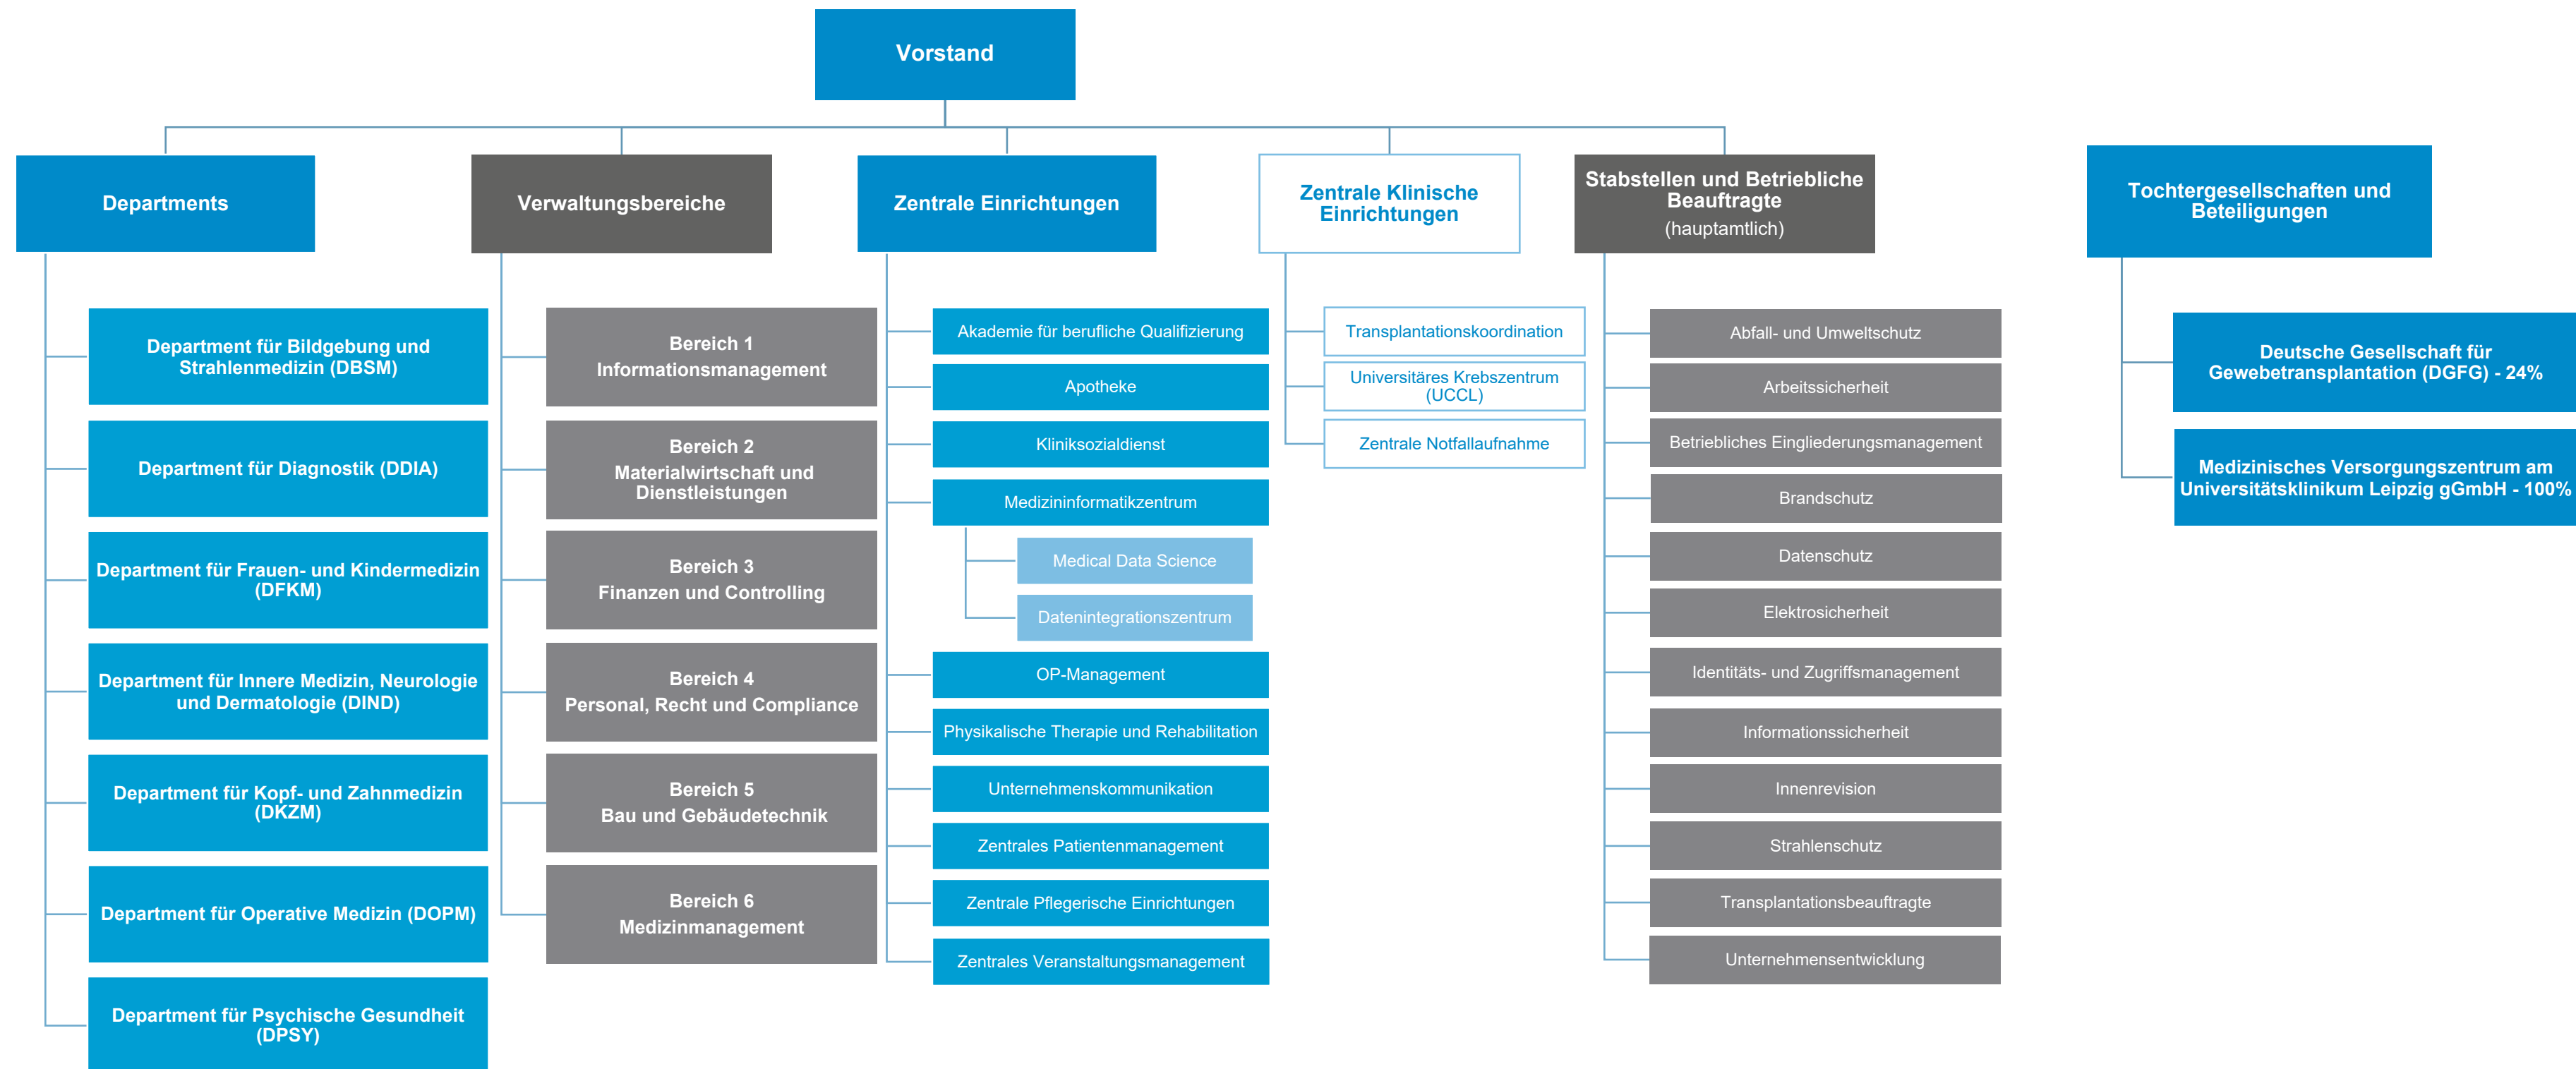 Vorstand
Departments
Verwaltungsbereiche
Zentrale Einrichtungen
Zentrale Klinische
Einrichtungen
Stabstellen und Betriebliche
Beauftragte
(hauptamtlich)
Tochtergesellschaften und
Beteiligungen
Department für Bildgebung und
Strahlenmedizin (DBSM)
Department für Diagnostik (DDIA)
Department für Frauen- und Kindermedizin
(DFKM)
Department für Innere Medizin, Neurologie
und Dermatologie (DIND)
Department für Kopf- und Zahnmedizin
(DKZM)
Department für Operative Medizin (DOPM)
Department für Psychische Gesundheit
(DPSY)
Bereich 1
Informationsmanagement
Bereich 2
Materialwirtschaft und
Dienstleistungen
Bereich 3
Finanzen und Controlling
Bereich 4
Personal, Recht und Compliance
Bereich 5
Bau und Gebäudetechnik
Bereich 6
Medizinmanagement
Akademie für berufliche Qualifizierung
Apotheke
Kliniksozialdienst
Medizininformatikzentrum
Medical Data Science
Datenintegrationszentrum
OP-Management
Physikalische Therapie und Rehabilitation
Unternehmenskommunikation
Zentrales Patientenmanagement
Zentrale Pflegerische Einrichtungen
Zentrales Veranstaltungsmanagement
Transplantationskoordination
Universitäres Krebszentrum
(UCCL)
Zentrale Notfallaufnahme
Abfall- und Umweltschutz
Arbeitssicherheit
Betriebliches Eingliederungsmanagement
Brandschutz
Datenschutz
Elektrosicherheit
Identitäts- und Zugriffsmanagement
Informationssicherheit
Innenrevision
Strahlenschutz
Transplantationsbeauftragte
Unternehmensentwicklung
Deutsche Gesellschaft für
Gewebetransplantation (DGFG) - 24%
Medizinisches Versorgungszentrum am
Universitätsklinikum Leipzig gGmbH - 100%